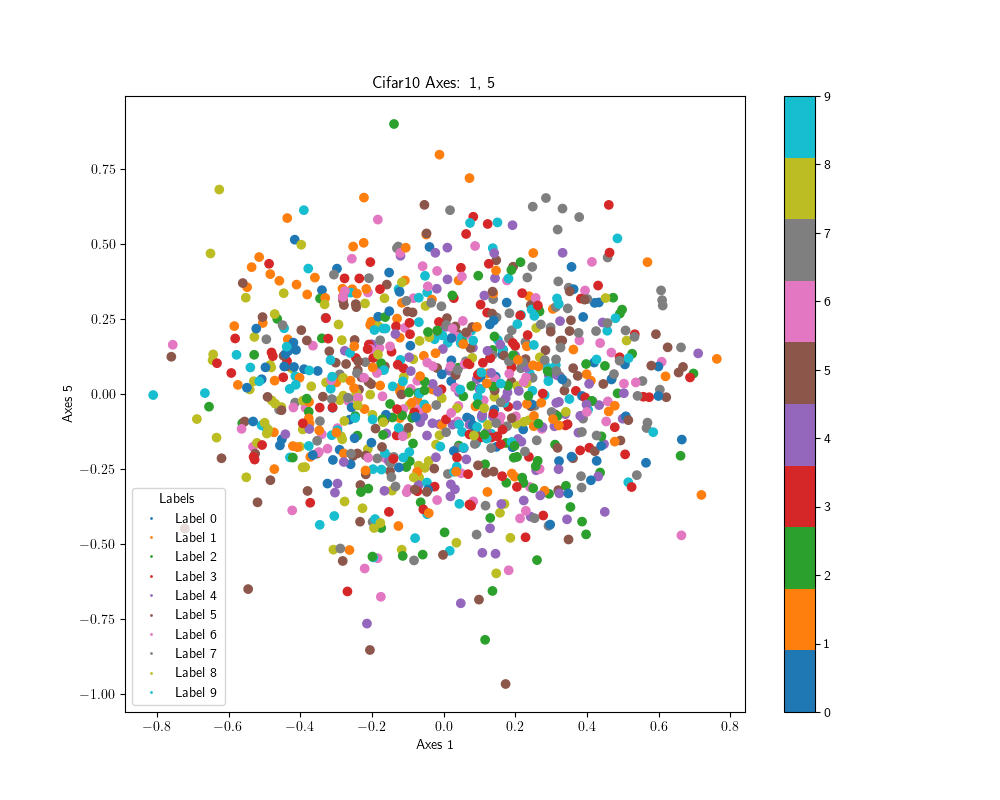 Cifar10 Axes: 1, 5
Axes 5
0.75
0.50
0.25
0.00
−0.25
−0.50
−0.75
−1.00
Labels
Label 0
Label 1
Label 2
Label 3
Label 4
Label 5
Label 6
Label 7
Label 8
Label 9
−0.8 −0.6 −0.4 −0.2 0.0 0.2 0.4 0.6 0.8
Axes 1
9
8
7
6
5
4
3
2
1
0